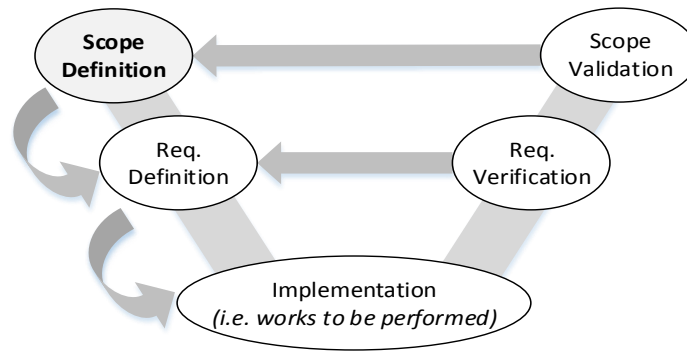 Scope
Definition
Scope
Validation
Req.
Definition
Req.
Verification
Implementation
(i.e. works to be performed)